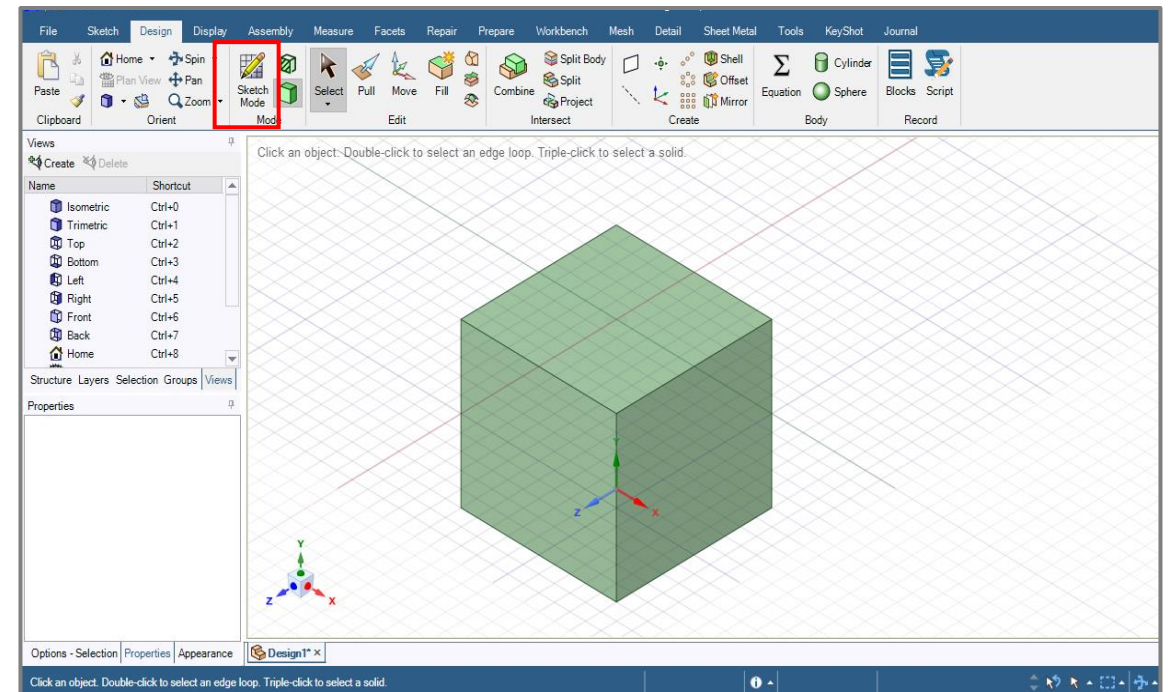 File Sketch Design Display Assembly Measure Facets Repair Prepare Workbench Mesh Detail Sheet Metal Tools KeyShot Journal
Home Spin Split Body Shell Cylinder
Plan View Pan Split Offset
Paste Zoom Sketch Mode Select Pull Move Fill Combine Project Mirror Equation Sphere Blocks Script
Clipboard Orient Mode Edit Intersect Create Body Record
Views
Create Delete
Name Shortcut
Isometric Ctrl+0
Trimetric Ctrl+1
Top Ctrl+2
Bottom Ctrl+3
Left Ctrl+4
Right Ctrl+5
Front Ctrl+6
Back Ctrl+7
Home Ctrl+8
Structure Layers Selection Groups Views
Properties
Click an object. Double-click to select an edge loop. Triple-click to select a solid.
Y
Z X
Y
Z X
Options - Selection Properties Appearance Design1* ×
Click an object. Double-click to select an edge loop. Triple-click to select a solid.